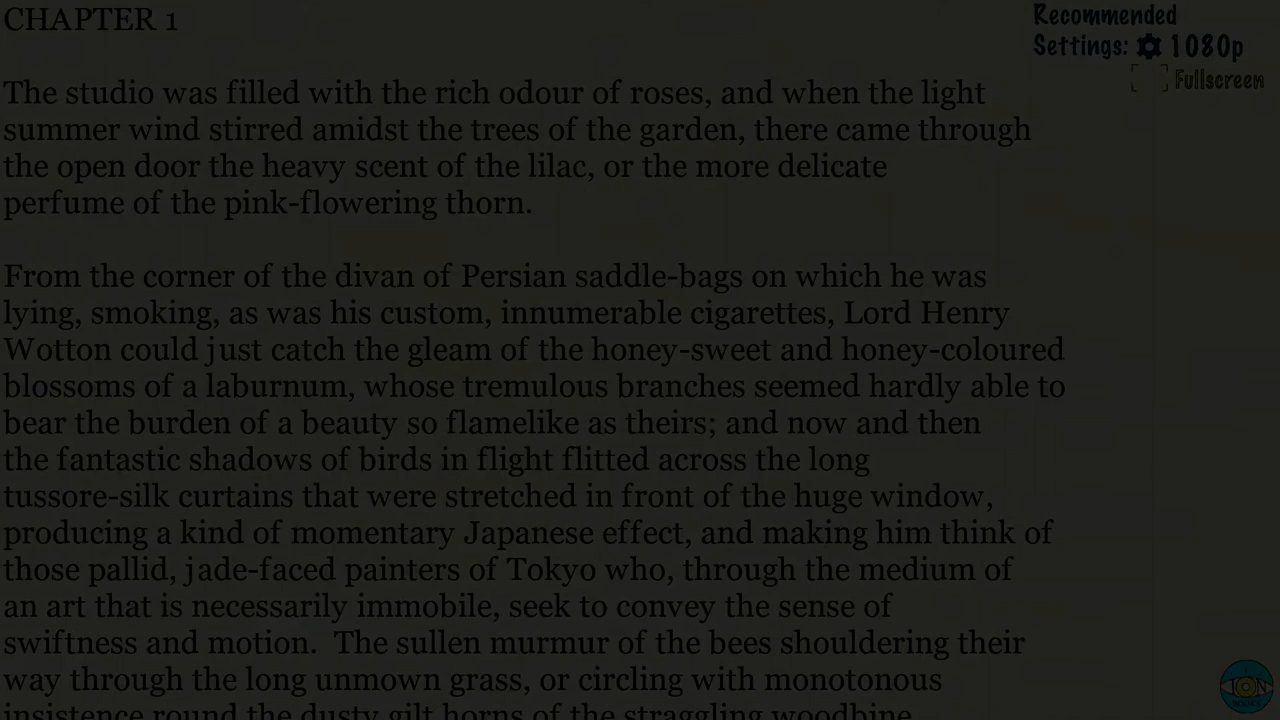 CHAPTER 1
Recommended
Settings: 1080p
Fullscreen
The studio was filled with the rich odour of roses, and when the light
summer wind stirred amidst the trees of the garden, there came through
the open door the heavy scent of the lilac, or the more delicate
perfume of the pink-flowering thorn.
From the corner of the divan of Persian saddle-bags on which he was
lying, smoking, as was his custom, innumerable cigarettes, Lord Henry
Wotton could just catch the gleam of the honey-sweet and honey-coloured
blossoms of a laburnum, whose tremulous branches seemed hardly able to
bear the burden of a beauty so flamelike as theirs; and now and then
the fantastic shadows of birds in flight flitted across the long
tussore-silk curtains that were stretched in front of the huge window,
producing a kind of momentary Japanese effect, and making him think of
those pallid, jade-faced painters of Tokyo who, through the medium of
an art that is necessarily immobile, seek to convey the sense of
swiftness and motion.  The sullen murmur of the bees shouldering their
way through the long unmown grass, or circling with monotonous
insistence round the dusty gilt horns of the straggling woodbine,